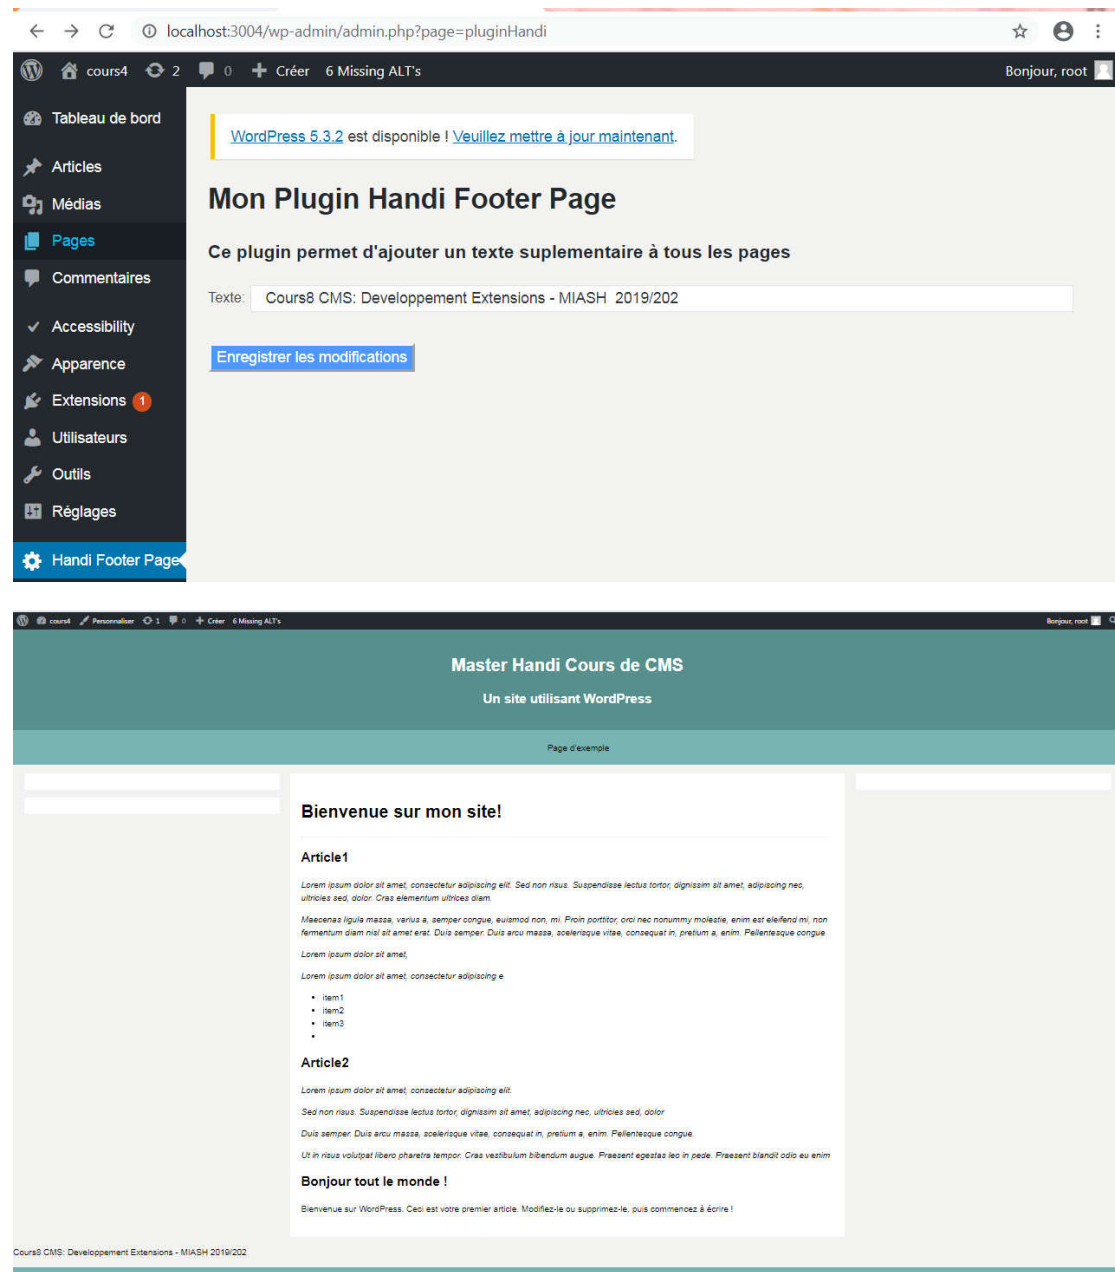 localhost:3004/wp-admin/admin.php?page=pluginHandi
cours4 2 0 + Créer 6 Missing ALT's Bonjour, root
Tableau de bord
Articles
Médias
Pages
Commentaires
Accessibility
Apparence
Extensions 1
Utilisateurs
Outils
Réglages
Handi Footer Page
WordPress 5.3.2 est disponible ! Veuillez mettre à jour maintenant.
Mon Plugin Handi Footer Page
Ce plugin permet d'ajouter un texte suplementaire à tous les pages
Texte: Cours8 CMS: Developpement Extensions - MIASH 2019/202
Enregistrer les modifications
cours4 Personnaliser 1 0 + Créer 6 Missing ALT's Bonjour, root
Master Handi Cours de CMS
Un site utilisant WordPress
Page d'exemple
Bienvenue sur mon site!
Article1
Lorem ipsum dolor sit amet, consectetur adipiscing elit. Sed non risus. Suspendisse lectus tortor, dignissim sit amet, adipiscing nec,
ultricies sed, dolor. Cras elementum ultrices diam.
Maecenas ligula massa, varius a, semper congue, euismod non, mi. Proin porttitor, orci nec nonummy molestie, enim est eleifend mi, non
fermentum diam nisl sit amet erat. Duis semper. Duis arcu massa, scelerisque vitae, consequat in, pretium a, enim. Pellentesque congue
Lorem ipsum dolor sit amet,
Lorem ipsum dolor sit amet, consectetur adipiscing e
• item1
• item2
• item3
•
Article2
Lorem ipsum dolor sit amet, consectetur adipiscing elit.
Sed non risus. Suspendisse lectus tortor, dignissim sit amet, adipiscing nec, ultricies sed, dolor
Duis semper. Duis arcu massa, scelerisque vitae, consequat in, pretium a, enim. Pellentesque congue.
Ut in risus volutpat libero pharetra tempor. Cras vestibulum bibendum augue. Praesent egestas leo in pede. Praesent blandit odio eu enim
Bonjour tout le monde !
Bienvenue sur WordPress. Ceci est votre premier article. Modifiez-le ou supprimez-le, puis commencez à écrire !
Cours8 CMS: Developpement Extensions - MIASH 2019/202